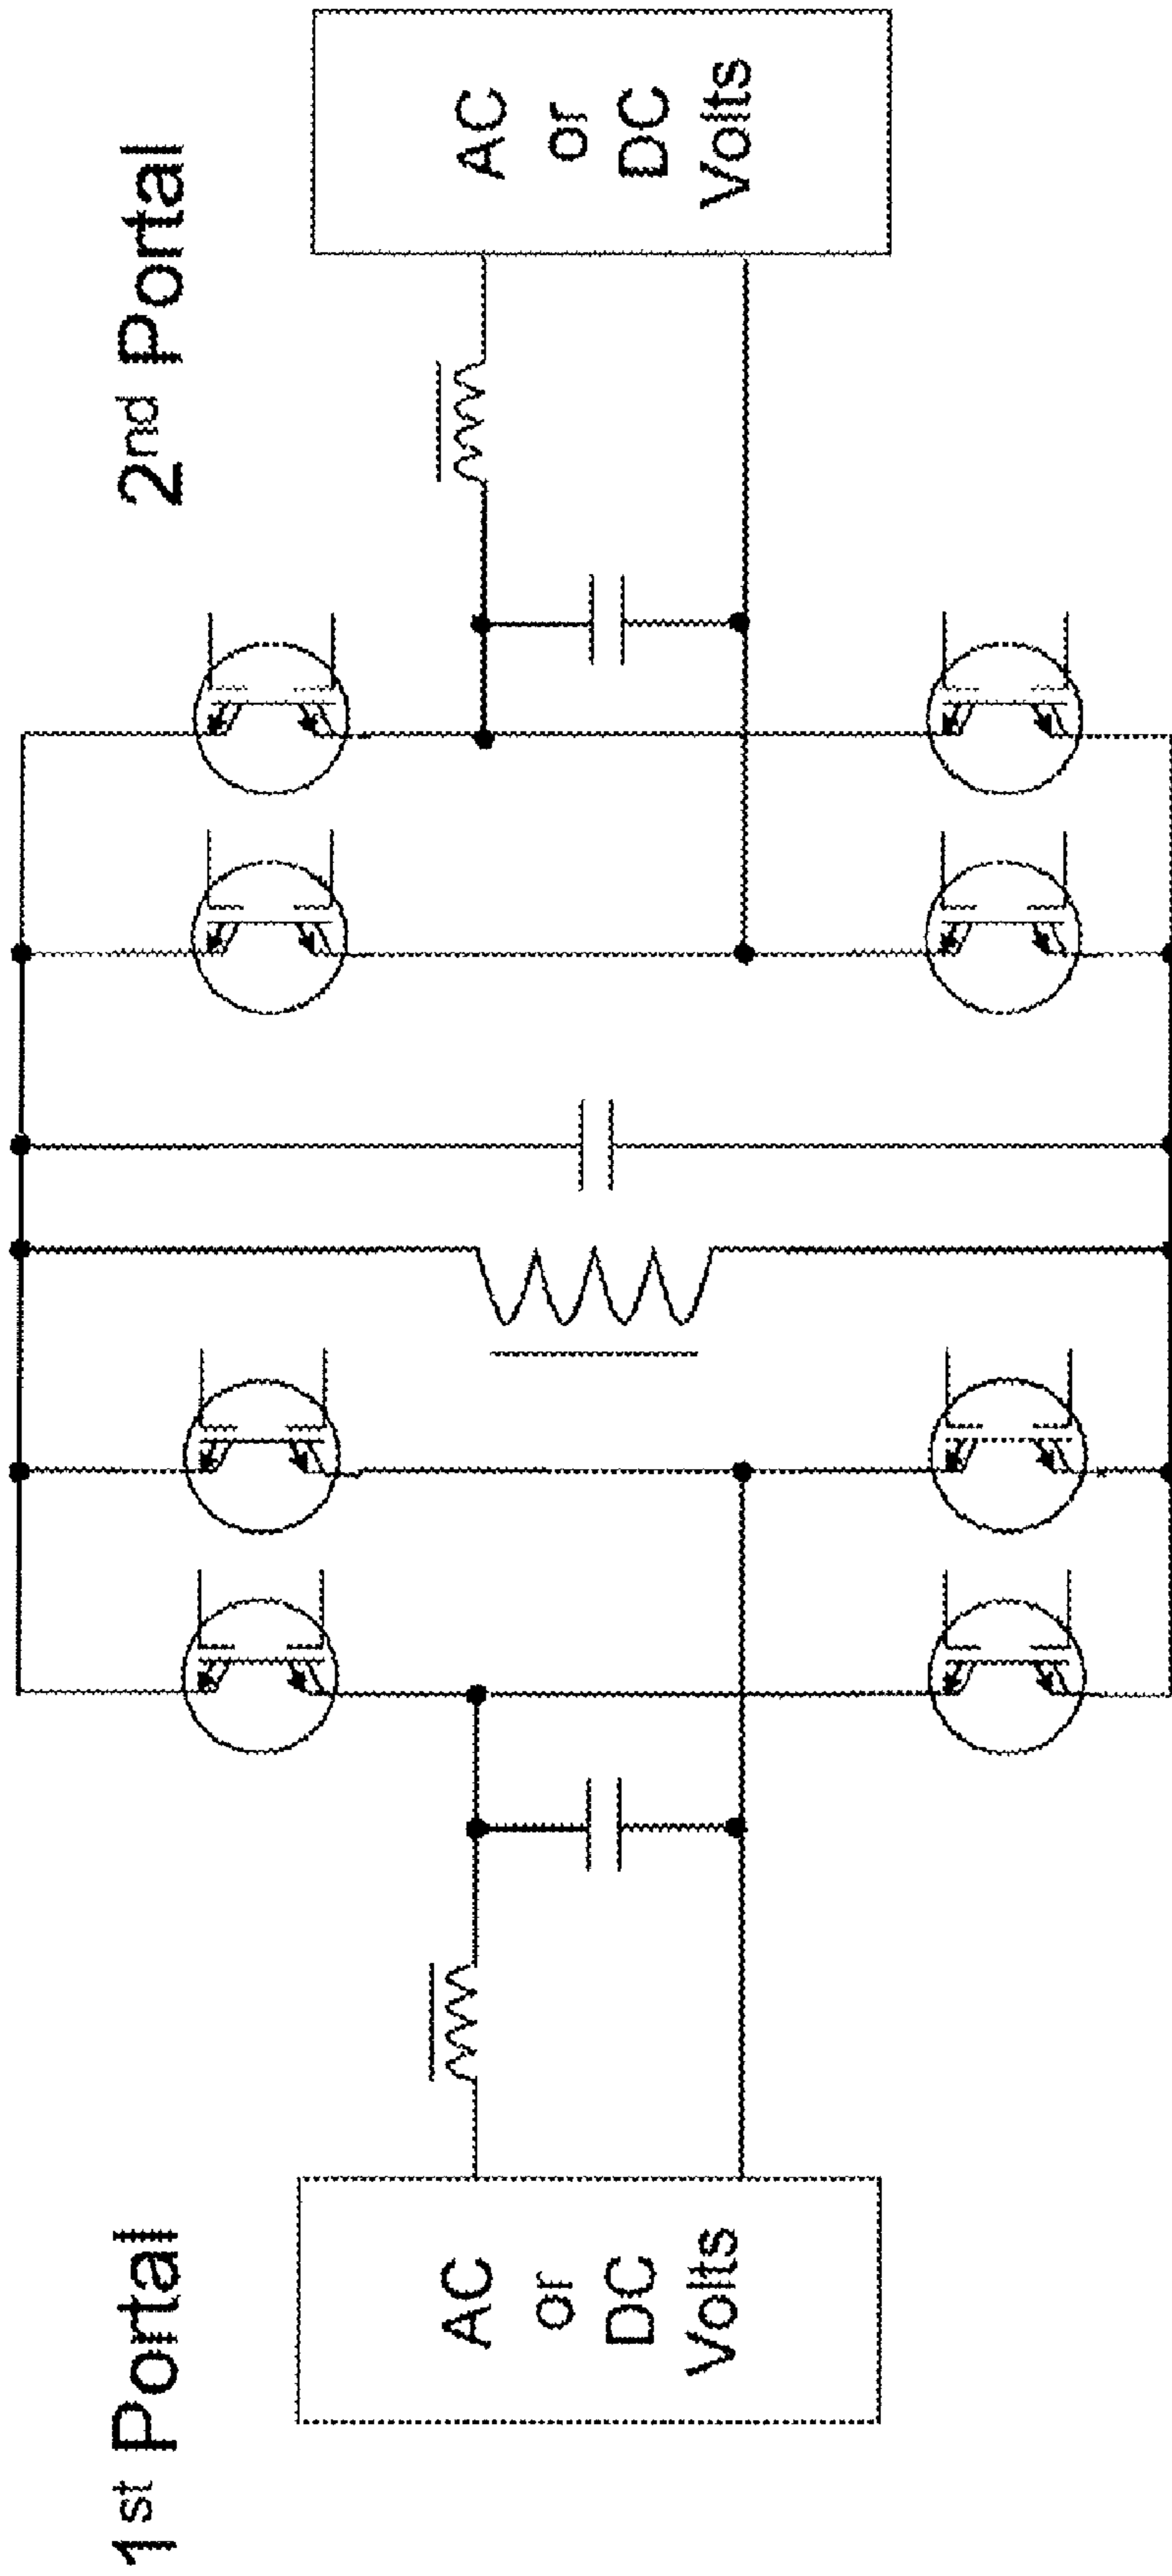 1st Portal
AC
or
DC
Volts
2nd Portal
AC
or
DC
Volts